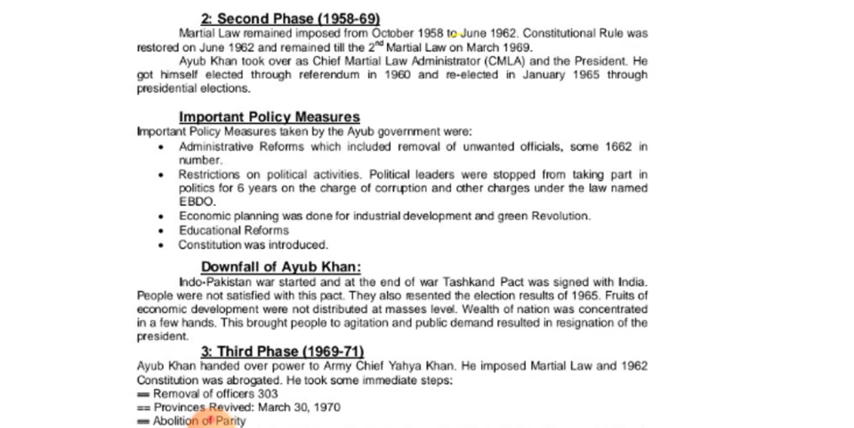 2: Second Phase (1958-69)
Martial Law remained imposed from October 1958 to June 1962. Constitutional Rule was
restored on June 1962 and remained till the 2nd Martial Law on March 1969.
Ayub Khan took over as Chief Martial Law Administrator (CMLA) and the President. He
got himself elected through referendum in 1960 and re-elected in January 1965 through
presidential elections.
Important Policy Measures
Important Policy Measures taken by the Ayub government were:
• Administrative Reforms which included removal of unwanted officials, some 1662 in
number.
• Restrictions on political activities. Political leaders were stopped from taking part in
politics for 6 years on the charge of corruption and other charges under the law named
EBDO.
• Economic planning was done for industrial development and green Revolution.
• Educational Reforms
• Constitution was introduced.
Downfall of Ayub Khan:
Indo-Pakistan war started and at the end of war Tashkand Pact was signed with India.
People were not satisfied with this pact. They also resented the election results of 1965. Fruits of
economic development were not distributed at masses level. Wealth of nation was concentrated
in a few hands. This brought people to agitation and public demand resulted in resignation of the
president.
3: Third Phase (1969-71)
Ayub Khan handed over power to Army Chief Yahya Khan. He imposed Martial Law and 1962
Constitution was abrogated. He took some immediate steps:
== Removal of officers 303
== Provinces Revived: March 30, 1970
== Abolition of Parity